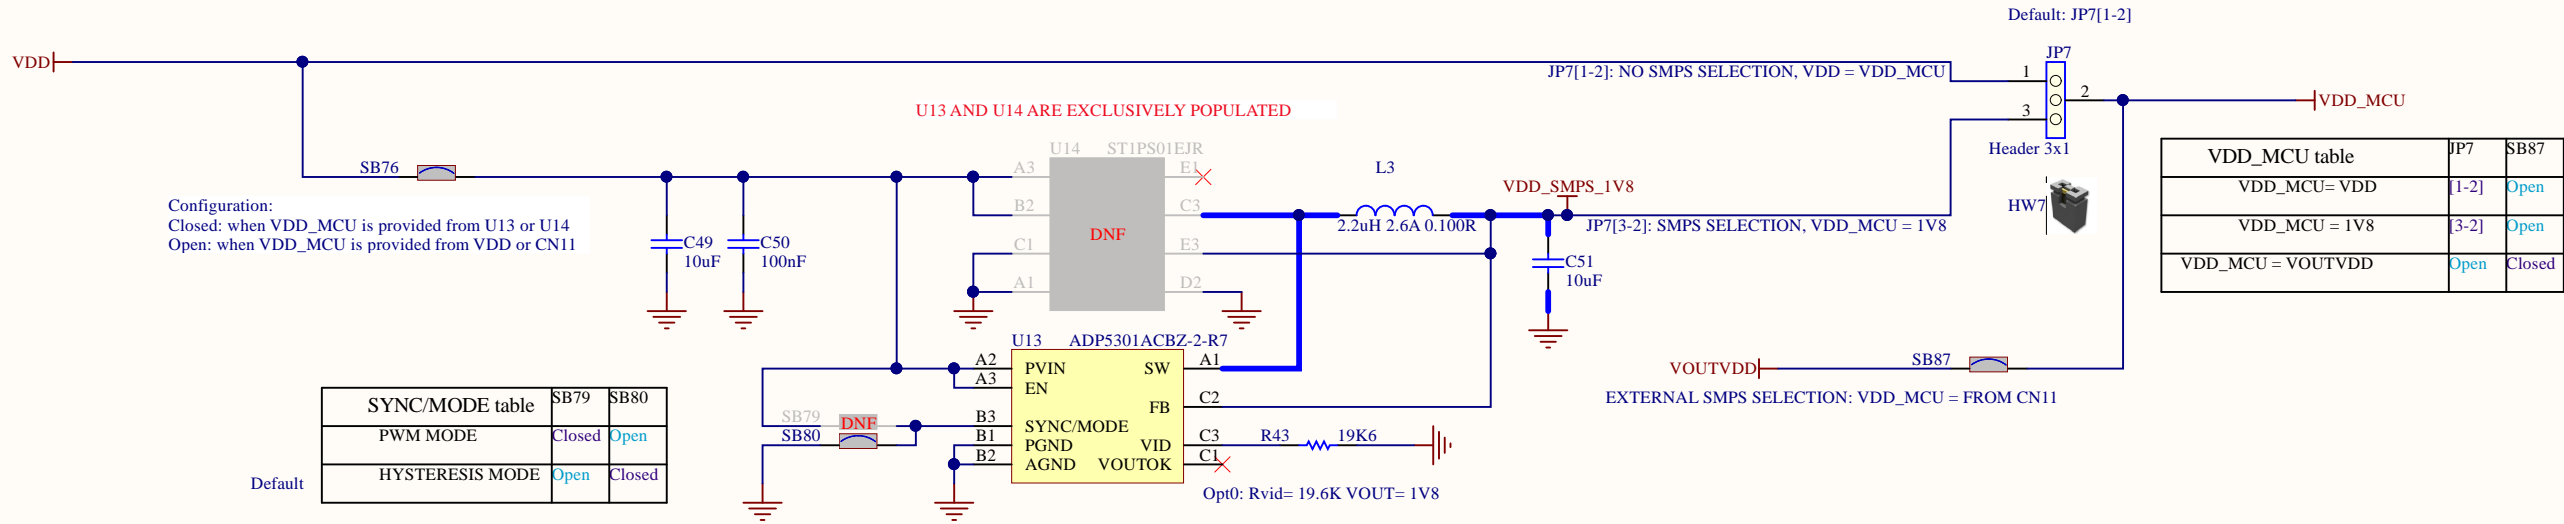 Default: JP7[1-2]
JP7
VDD
JP7[1-2]: NO SMPS SELECTION, VDD = VDD_MCU
1
2
3
VDD_MCU
Header 3x1
HW7
U13 AND U14 ARE EXCLUSIVELY POPULATED
U14 ST1PS01EJR
A3
B2
C1
A1
DNF
E1
C3
E3
D2
SB76
Configuration:
Closed: when VDD_MCU is provided from U13 or U14
Open: when VDD_MCU is provided from VDD or CN11
C49
10uF
C50
100nF
L3
2.2uH 2.6A 0.100R
VDD_SMPS_1V8
JP7[3-2]: SMPS SELECTION, VDD_MCU = 1V8
C51
10uF
VDD_MCU table JP7 SB87
VDD_MCU= VDD [1-2] Open
VDD_MCU = 1V8 [3-2] Open
VDD_MCU = VOUTVDD Open Closed
VOUTVDD
SB87
EXTERNAL SMPS SELECTION: VDD_MCU = FROM CN11
U13 ADP5301ACBZ-2-R7
A2 PVIN SW A1
A3 EN
FB C2
B3 SYNC/MODE
B1 PGND VID C3
B2 AGND VOUTOK C1
R43 19K6
Opt0: Rvid= 19.6K VOUT= 1V8
SB79 DNF
SB80
SYNC/MODE table SB79 SB80
PWM MODE Closed Open
HYSTERESIS MODE Open Closed
Default